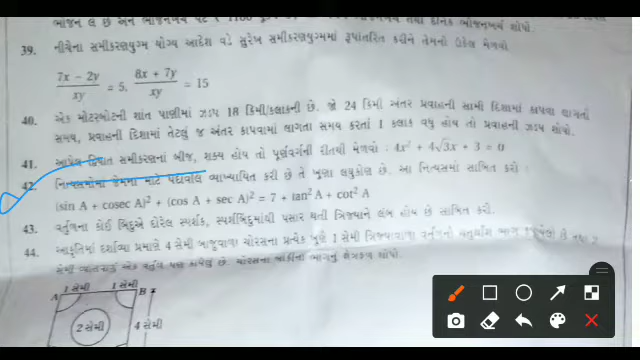 39. નીચેના સમીકરણયુગ્મ યોગ્ય આદેશ વડે સુરેખ સમીકરણયુગ્મમાં રૂપાંતરિત કરીને તેમનો ઉકેલ મેળવો
7x − 2y / xy = 5, 8x + 7y / xy = 15
40. એક મોટરબોટની શાંત પાણીમાં ઝડપ 18 કિમી/કલાકની છે. જો 24 કિમી અંતર પ્રવાહની સામી દિશામાં કાપવા લાગતો
સમય, પ્રવાહની દિશામાં તેટલું જ અંતર કાપવામાં લાગતા સમય કરતાં 1 કલાક વધુ હોય તો પ્રવાહની ઝડપ શોધો.
41. સમીકરણનાં બીજ, શક્ય હોય તો પૂર્ણવર્ગની રીતથી મેળવો : 4x² + 4√3x + 3 = 0
42. જેમના માટે પદાવલિ વ્યાખ્યાયિત કરી છે તે ખૂણા લઘુકોણ છે. આ નિત્યસમ સાબિત કરો :
(sin A + cosec A)² + (cos A + sec A)² = 7 + tan² A + cot² A
43. વર્તુળના કોઈ બિંદુએ દોરેલ સ્પર્શક, સ્પર્શબિંદુમાંથી પસાર થતી ત્રિજ્યાને લંબ હોય છે સાબિત કરો.
44. આકૃતિમાં દર્શાવ્યા પ્રમાણે 4 સેમી બાજુવાળા ચોરસના પ્રત્યેક ખૂણે 1 સેમી ત્રિજ્યાવાળા વર્તુળનો ચતુર્થાંશ ભાગ
સેમી વ્યાસવાળું એક વર્તુળ પણ કાપેલું છે. ચોરસના બાકીના ભાગનું ક્ષેત્રફળ શોધો.
1 સેમી 1 સેમી
A B
2 સેમી 4 સેમી